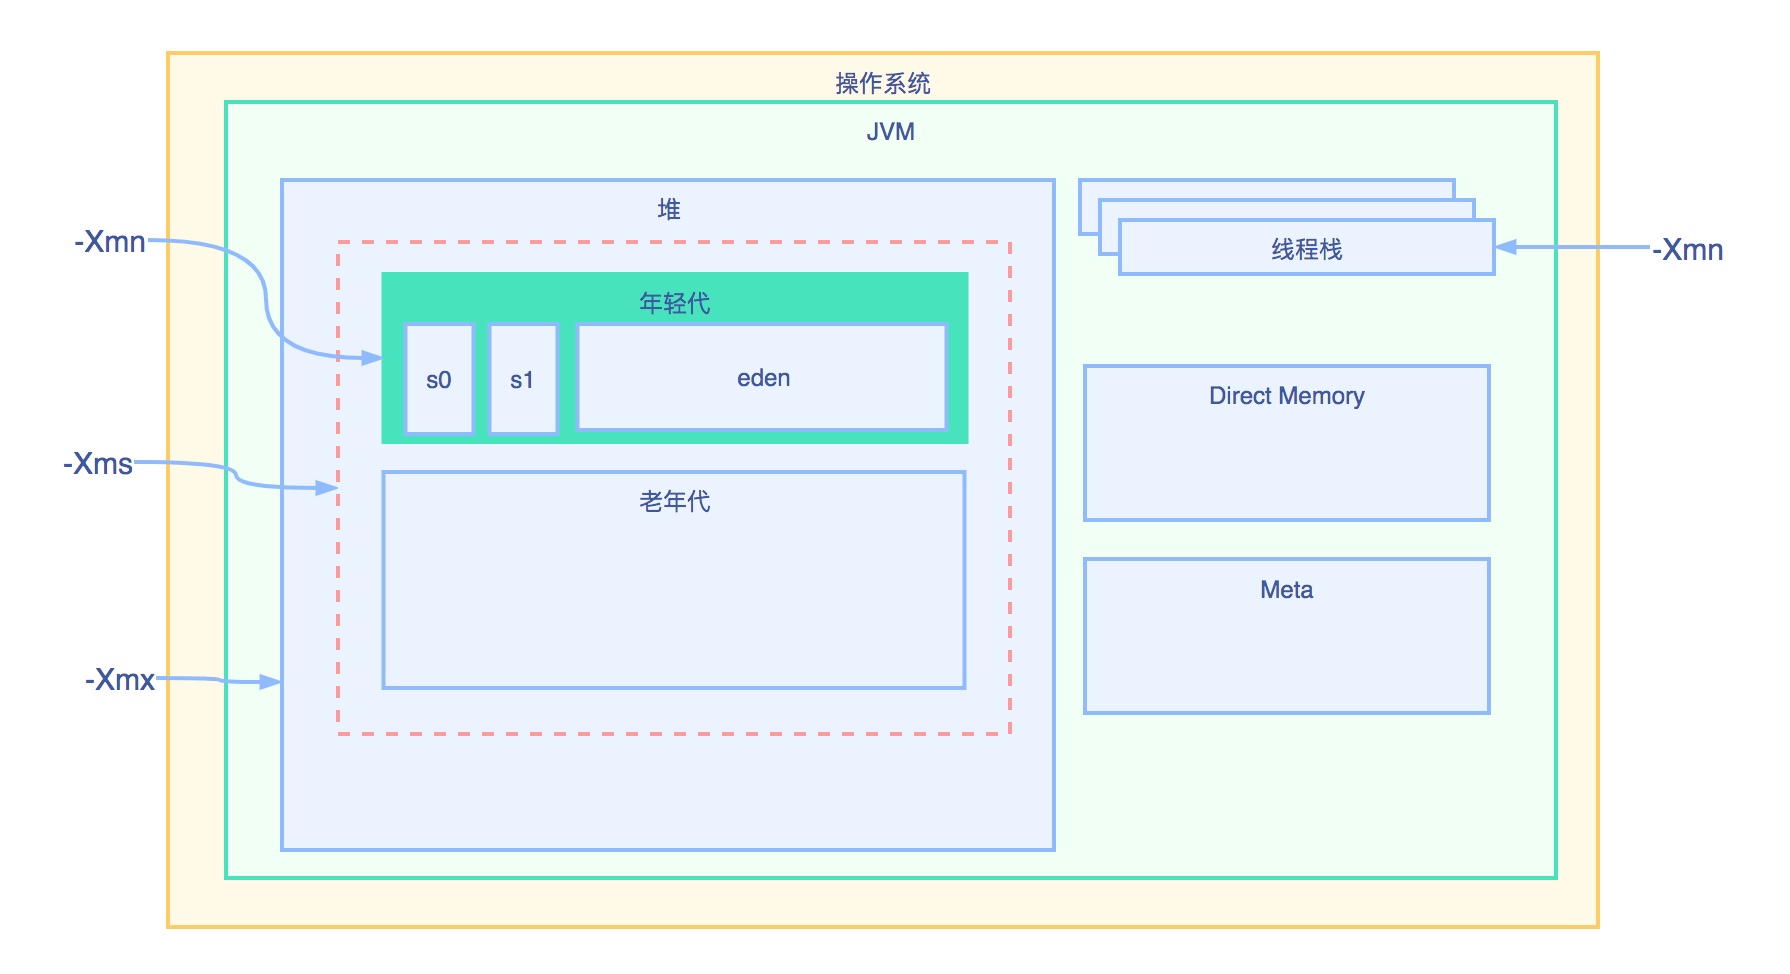 操作系统
JVM
堆
-Xmn
线程栈
-Xmn
年轻代
s0
s1
eden
Direct Memory
-Xms
老年代
Meta
-Xmx